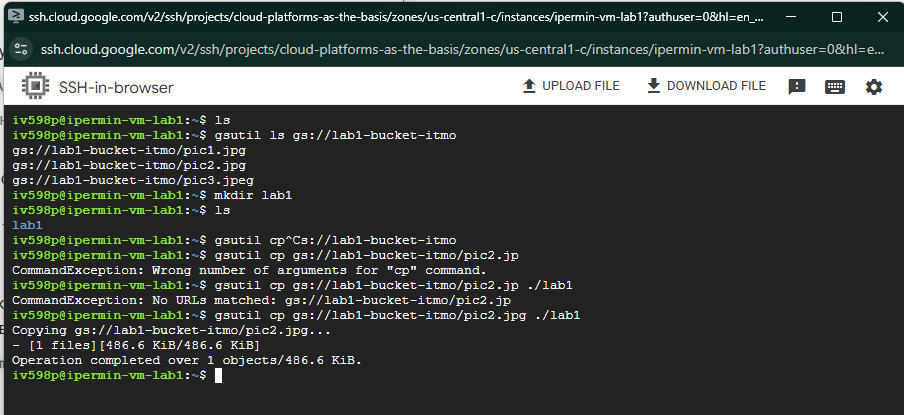 ssh.cloud.google.com/v2/ssh/projects/cloud-platforms-as-the-basis/zones/us-central1-c/instances/ipermin-vm-lab1?authuser=0&hl=en_...
ssh.cloud.google.com/v2/ssh/projects/cloud-platforms-as-the-basis/zones/us-central1-c/instances/ipermin-vm-lab1?authuser=0&hl=e...
SSH-in-browser
UPLOAD FILE
DOWNLOAD FILE
iv598p@ipermin-vm-lab1:~$ ls
iv598p@ipermin-vm-lab1:~$ gsutil ls gs://lab1-bucket-itmo
gs://lab1-bucket-itmo/pic1.jpg
gs://lab1-bucket-itmo/pic2.jpg
gs://lab1-bucket-itmo/pic3.jpeg
iv598p@ipermin-vm-lab1:~$ mkdir lab1
iv598p@ipermin-vm-lab1:~$ ls
lab1
iv598p@ipermin-vm-lab1:~$ gsutil cp^Cs://lab1-bucket-itmo
iv598p@ipermin-vm-lab1:~$ gsutil cp gs://lab1-bucket-itmo/pic2.jp
CommandException: Wrong number of arguments for "cp" command.
iv598p@ipermin-vm-lab1:~$ gsutil cp gs://lab1-bucket-itmo/pic2.jp ./lab1
CommandException: No URLs matched: gs://lab1-bucket-itmo/pic2.jp
iv598p@ipermin-vm-lab1:~$ gsutil cp gs://lab1-bucket-itmo/pic2.jpg ./lab1
Copying gs://lab1-bucket-itmo/pic2.jpg...
- [1 files][486.6 KiB/486.6 KiB]
Operation completed over 1 objects/486.6 KiB.
iv598p@ipermin-vm-lab1:~$